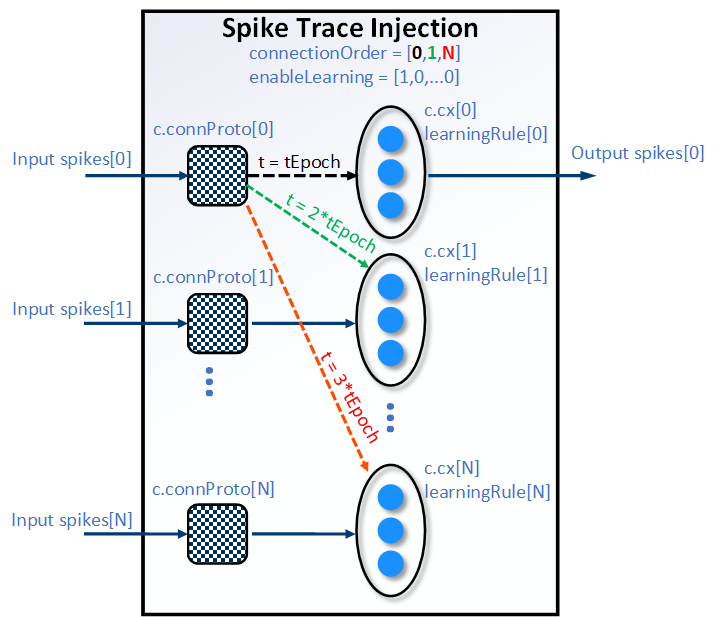 Spike Trace Injection
connectionOrder = [0,1,N]
enableLearning = [1,0,...0]
c.cx[0]
learningRule[0]
c.connProto[0]
Input spikes[0]
t = tEpoch
Output spikes[0]
t = 2*tEpoch
c.cx[1]
learningRule[1]
c.connProto[1]
Input spikes[1]
t = 3*tEpoch
c.cx[N]
learningRule[N]
c.connProto[N]
Input spikes[N]